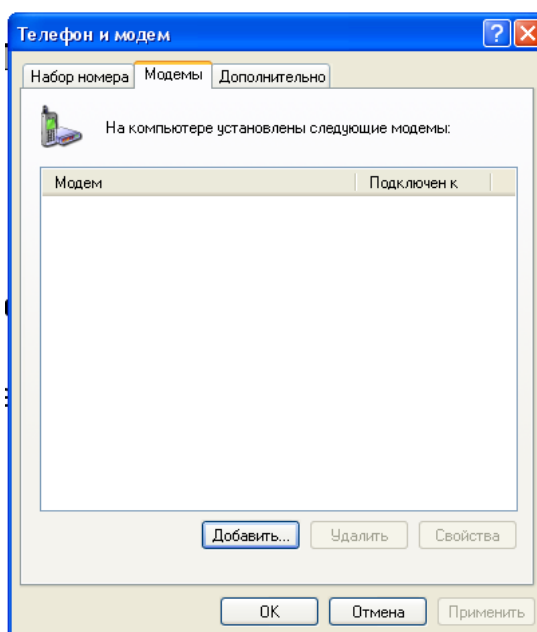 Телефон и модем
Набор номера Модемы Дополнительно
На компьютере установлены следующие модемы:
Модем Подключен к
Добавить... Удалить Свойства
OK Отмена Применить